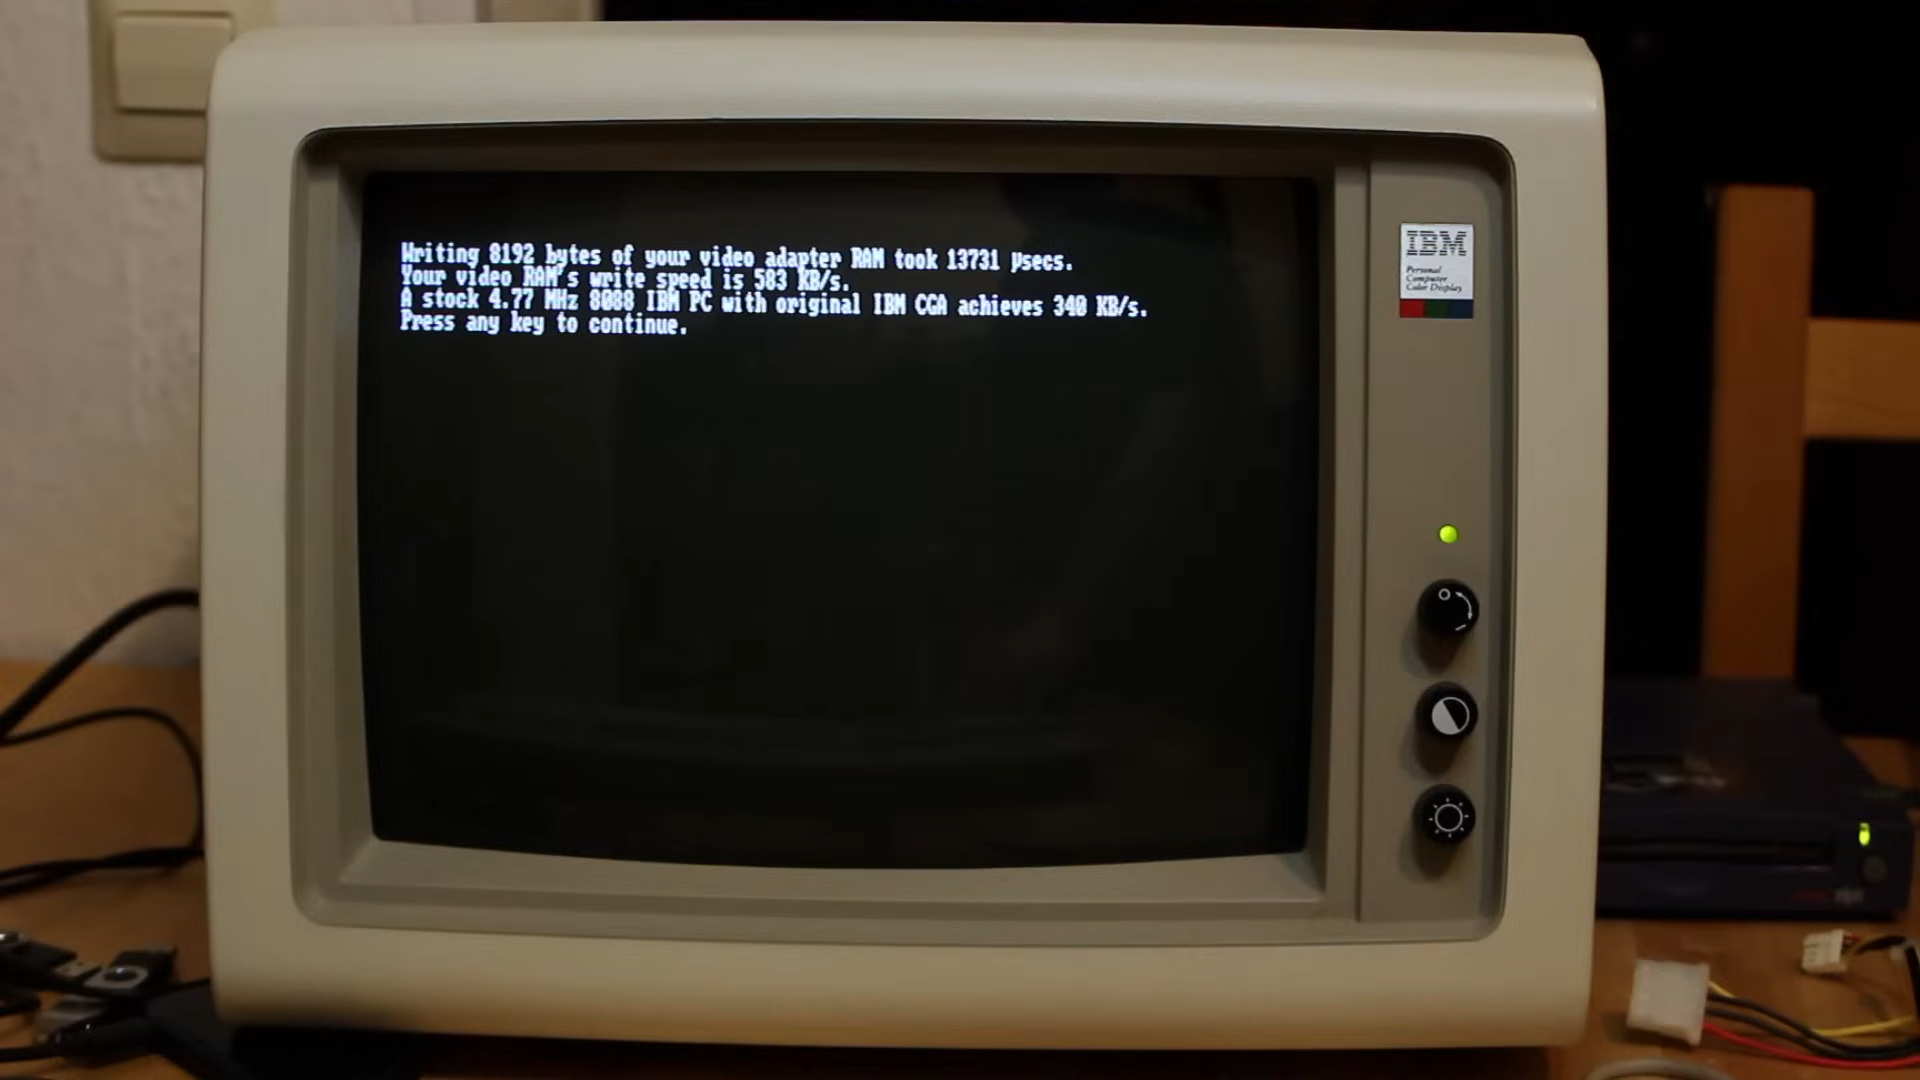 Writing 8192 bytes of your video adapter RAM took 13731 µsecs.
Your video RAM's write speed is 583 KB/s.
A stock 4.77 MHz 8088 IBM PC with original IBM CGA achieves 340 KB/s.
Press any key to continue.
IBM
Personal
Computer
Color Display